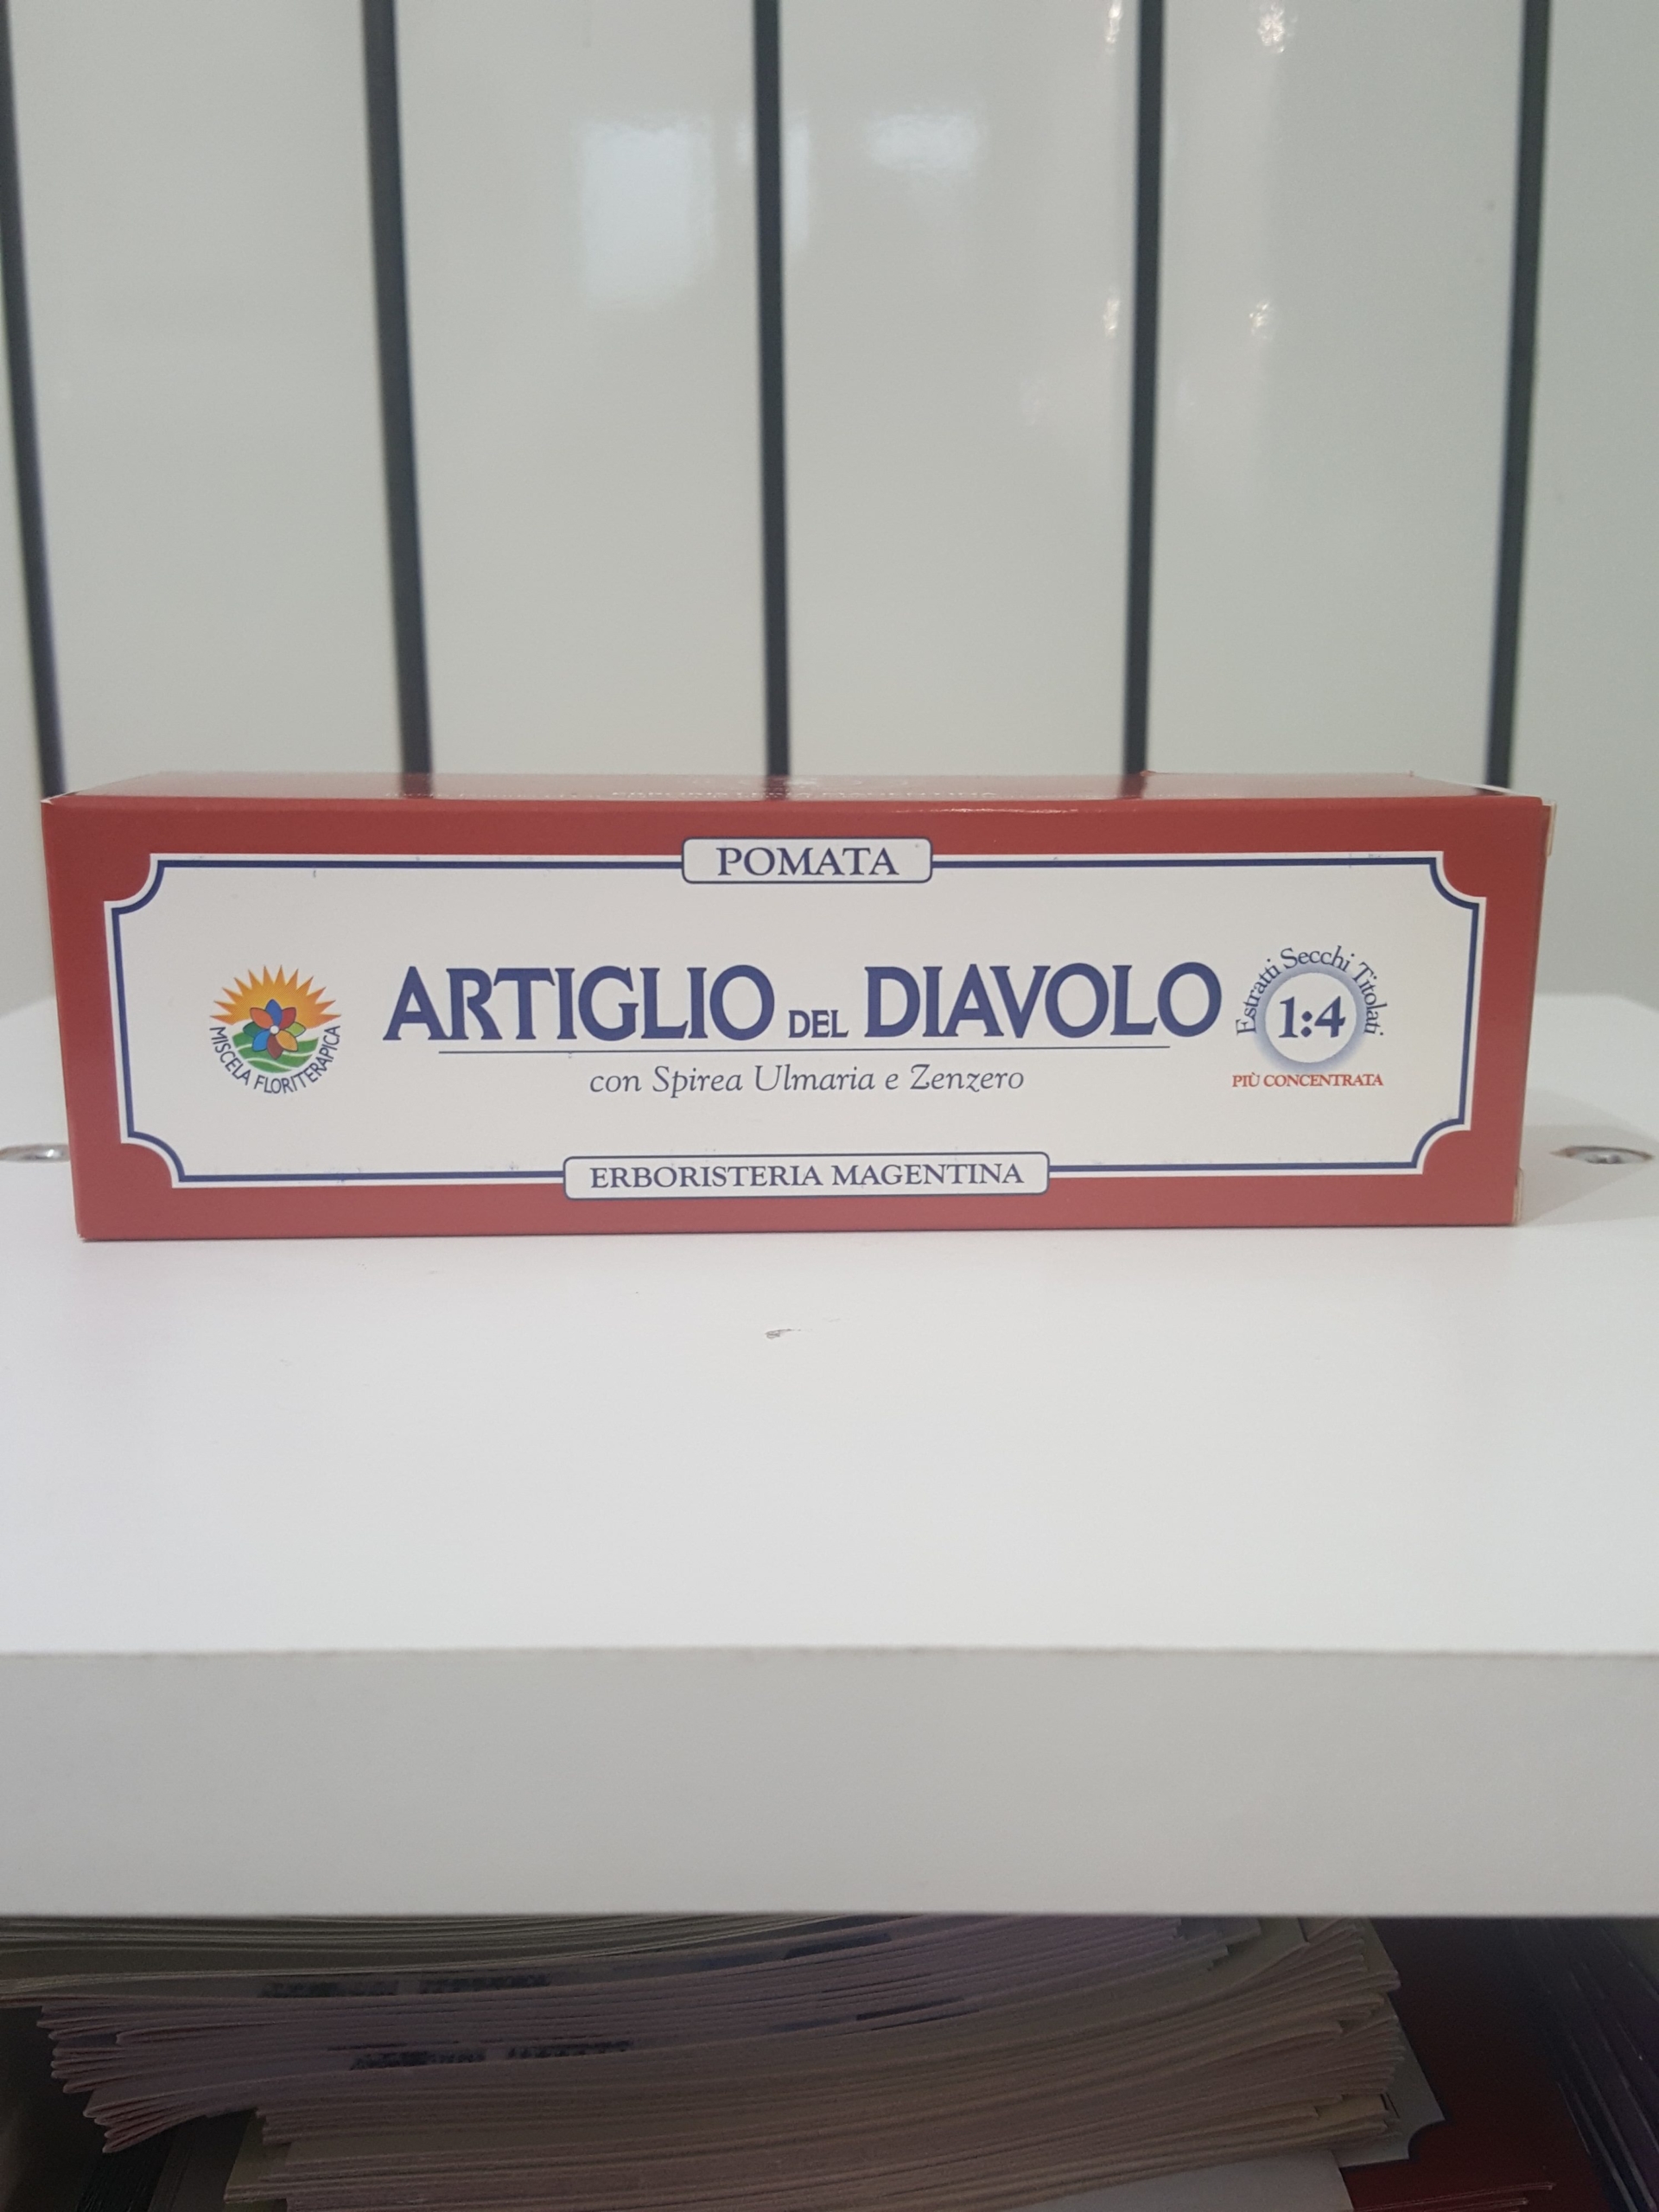 POMATA
MISCELA FLORITERAPICA
ARTIGLIO DEL DIAVOLO
con Spirea Ulmaria e Zenzero
Estratti Secchi Titolati
1:4
PIÙ CONCENTRATA
ERBORISTERIA MAGENTINA